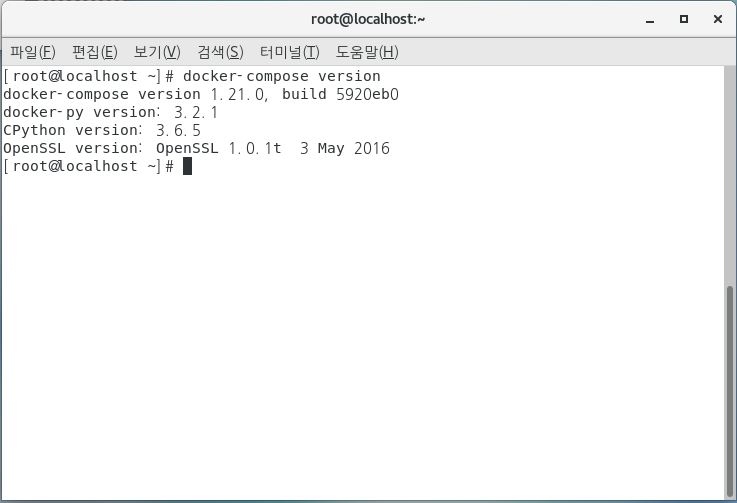 root@localhost:~
파일(F) 편집(E) 보기(V) 검색(S) 터미널(T) 도움말(H)
[root@localhost ~]# docker-compose version
docker-compose version 1.21.0, build 5920eb0
docker-py version: 3.2.1
CPython version: 3.6.5
OpenSSL version: OpenSSL 1.0.1t  3 May 2016
[root@localhost ~]#